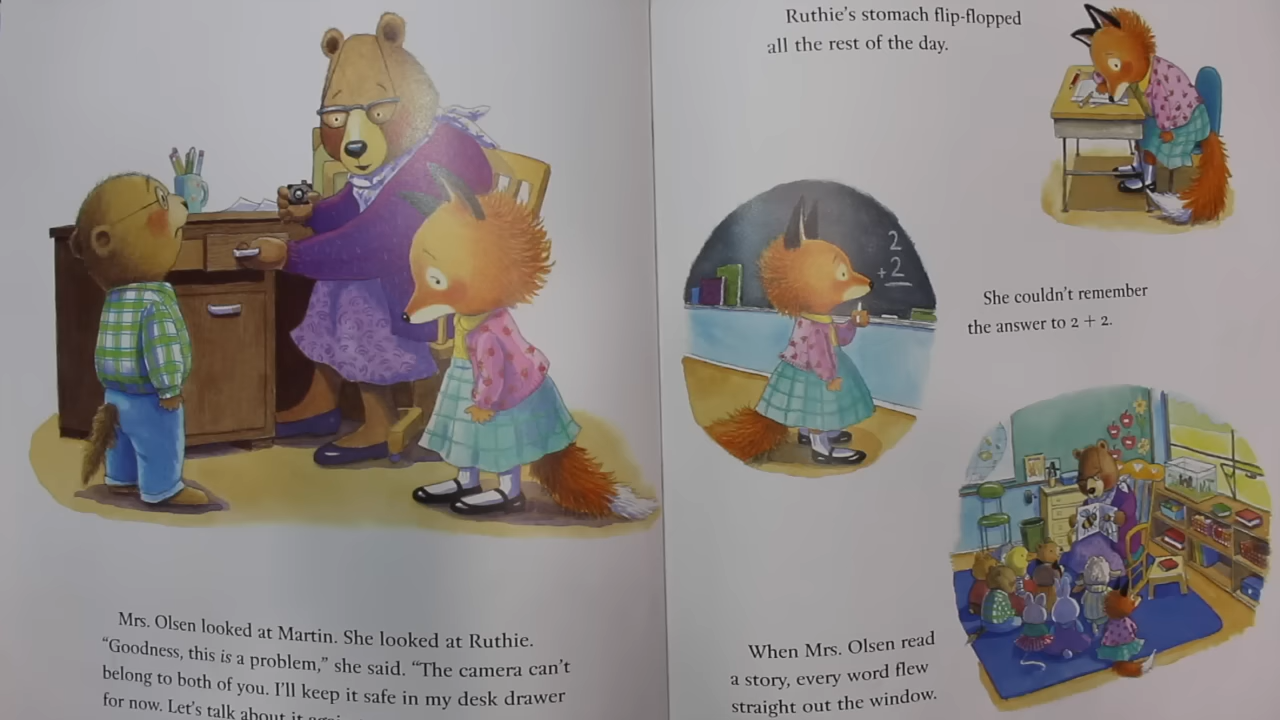 Mrs. Olsen looked at Martin. She looked at Ruthie.
“Goodness, this is a problem,” she said. “The camera can’t
belong to both of you. I’ll keep it safe in my desk drawer
for now. Let’s talk about it
Ruthie’s stomach flip-flopped
all the rest of the day.
2
+2
She couldn’t remember
the answer to 2 + 2.
When Mrs. Olsen read
a story, every word flew
straight out the window.